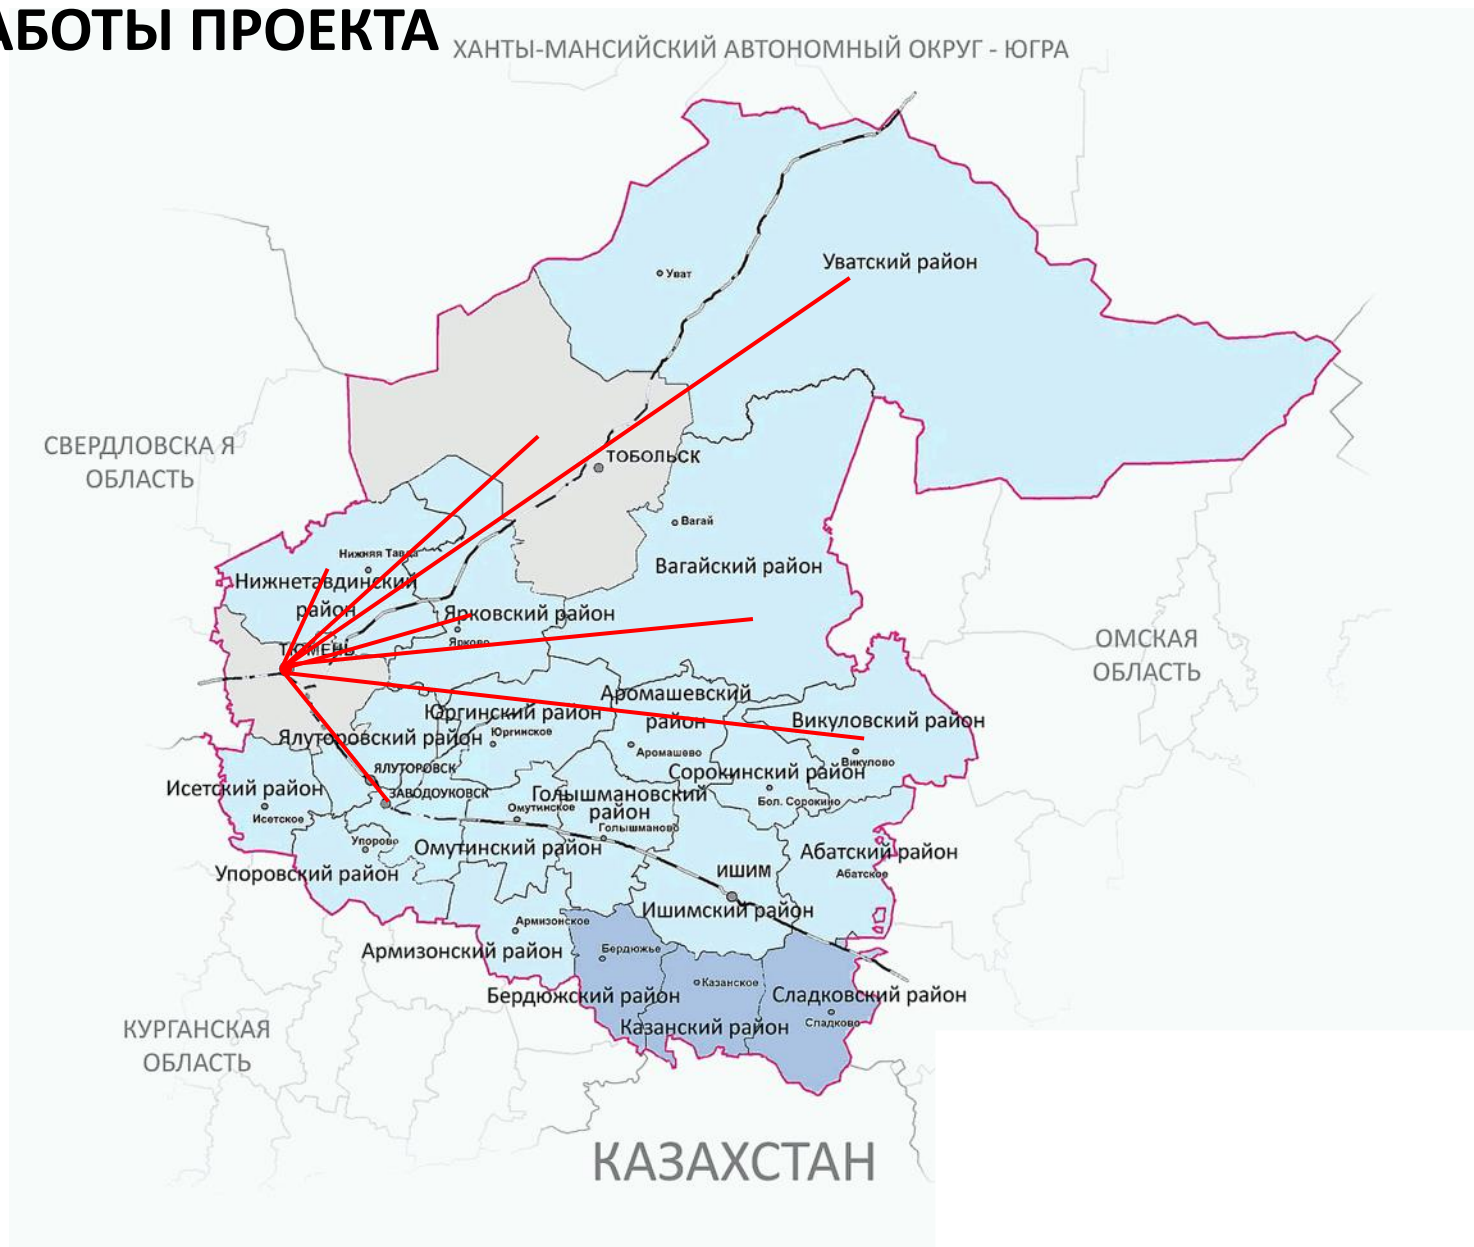 АБОТЫ ПРОЕКТА
ХАНТЫ-МАНСИЙСКИЙ АВТОНОМНЫЙ ОКРУГ - ЮГРА
Уватский район
Уват
СВЕРДЛОВСКА Я
ОБЛАСТЬ
ТОБОЛЬСК
Вагай
Вагайский район
Нижняя Тавда
Нижнетавдинский
район
Ярковский район
Ярково
ТЮМЕНЬ
ОМСКАЯ
ОБЛАСТЬ
Аромашевский
район
Аромашево
Юргинский район
Юргинское
Викуловский район
Викулово
Ялуторовский район
ЯЛУТОРОВСК
ЗАВОДОУКОВСК
Сорокинский район
Бол. Сорокино
Исетский район
Исетское
Голышмановский
район
Голышманово
Омутинское
Омутинский район
Упорово
Упоровский район
Абатский район
Абатское
ИШИМ
Ишимский район
Армизонское
Армизонский район
Бердюжье
Бердюжский район
Казанское
Казанский район
Сладковский район
Сладково
КУРГАНСКАЯ
ОБЛАСТЬ
КАЗАХСТАН